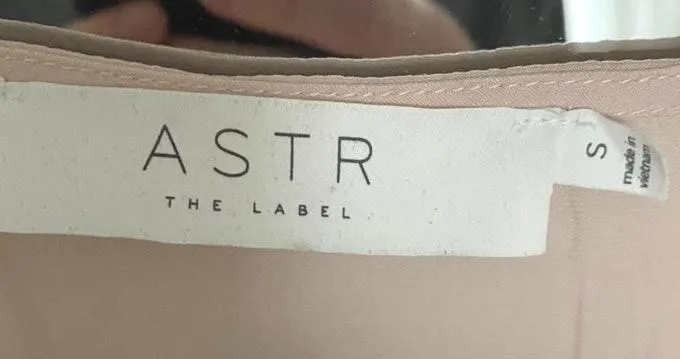 ASTR
THE LABEL
S
made in
vietnam